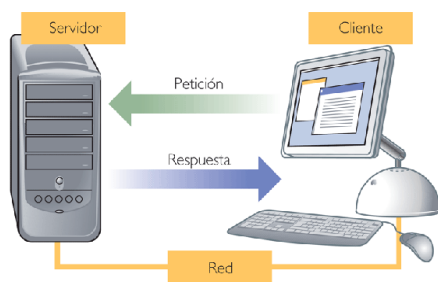 Servidor
Cliente
Petición
Respuesta
Red